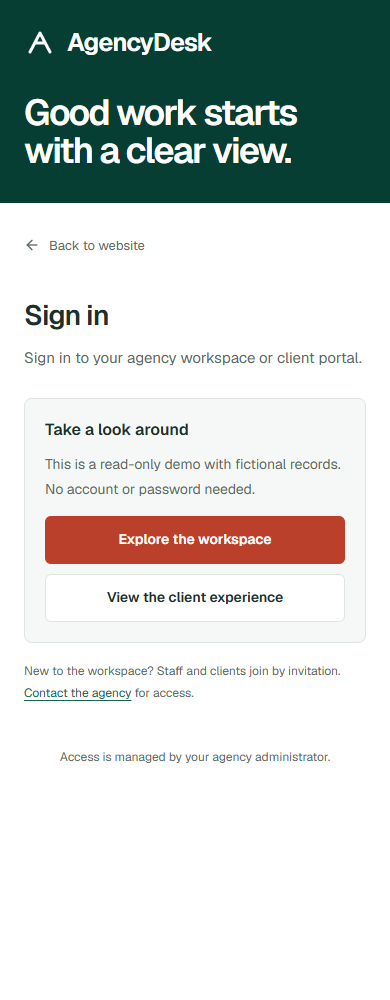 AgencyDesk
Good work starts
with a clear view.
Back to website
Sign in
Sign in to your agency workspace or client portal.
Take a look around
This is a read-only demo with fictional records.
No account or password needed.
Explore the workspace
View the client experience
New to the workspace? Staff and clients join by invitation.
Contact the agency for access.
Access is managed by your agency administrator.